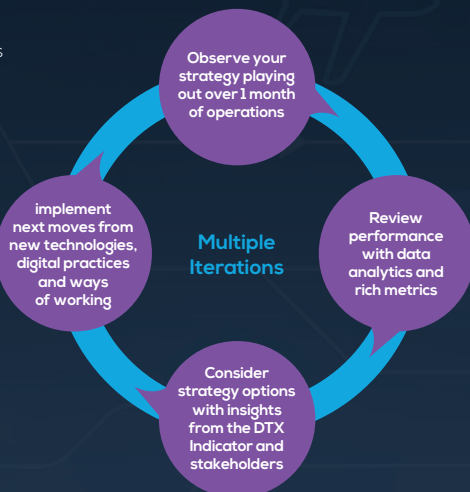 s
Observe your
strategy playing
out over 1 month
of operations
Review
performance
with data
analytics and
rich metrics
Consider
strategy options
with insights
from the DTX
Indicator and
stakeholders
implement
next moves from
new technologies,
digital practices
and ways
of working
Multiple
Iterations